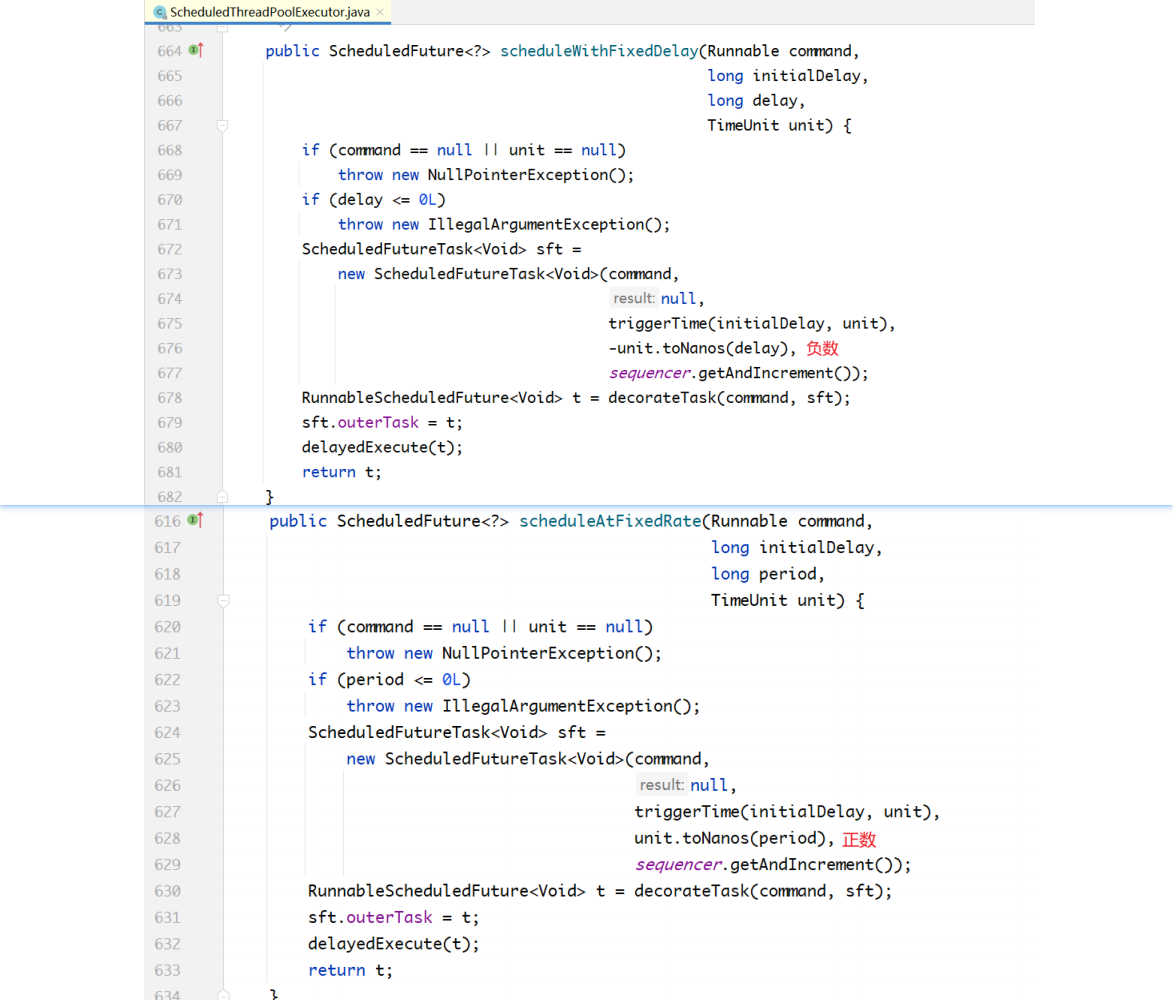 ScheduledThreadPoolExecutor.java
663 */
664 public ScheduledFuture<?> scheduleWithFixedDelay(Runnable command,
665 long initialDelay,
666 long delay,
667 TimeUnit unit) {
668 if (command == null || unit == null)
669 throw new NullPointerException();
670 if (delay <= 0L)
671 throw new IllegalArgumentException();
672 ScheduledFutureTask<Void> sft =
673 new ScheduledFutureTask<Void>(command,
674 result: null,
675 triggerTime(initialDelay, unit),
676 -unit.toNanos(delay), 负数
677 sequencer.getAndIncrement());
678 RunnableScheduledFuture<Void> t = decorateTask(command, sft);
679 sft.outerTask = t;
680 delayedExecute(t);
681 return t;
682 }
616 public ScheduledFuture<?> scheduleAtFixedRate(Runnable command,
617 long initialDelay,
618 long period,
619 TimeUnit unit) {
620 if (command == null || unit == null)
621 throw new NullPointerException();
622 if (period <= 0L)
623 throw new IllegalArgumentException();
624 ScheduledFutureTask<Void> sft =
625 new ScheduledFutureTask<Void>(command,
626 result: null,
627 triggerTime(initialDelay, unit),
628 unit.toNanos(period), 正数
629 sequencer.getAndIncrement());
630 RunnableScheduledFuture<Void> t = decorateTask(command, sft);
631 sft.outerTask = t;
632 delayedExecute(t);
633 return t;
634 }